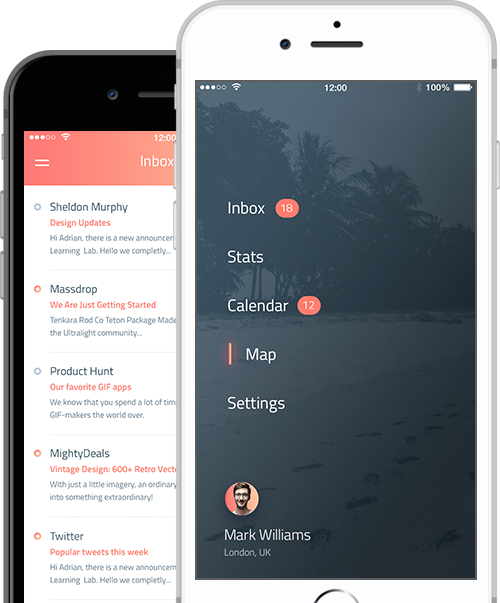 12:00
Inbox
Sheldon Murphy
Design Updates
Hi Adrian, there is a new announcem
Learning Lab. Hello we completly...
Massdrop
We Are Just Getting Started
Tenkara Rod Co Teton Package Made
the Ultralight community...
Product Hunt
Our favorite GIF apps
We know that you spend a lot of time
GIF-makers the world over.
MightyDeals
Vintage Design: 600+ Retro Vecto
With just a little imagery, an ordinary
into something extraordinary!
Twitter
Popular tweets this week
Hi Adrian, there is a new announcem
Learning Lab. Hello we completly...
12:00 100%
Inbox 18
Stats
Calendar 12
Map
Settings
Mark Williams
London, UK